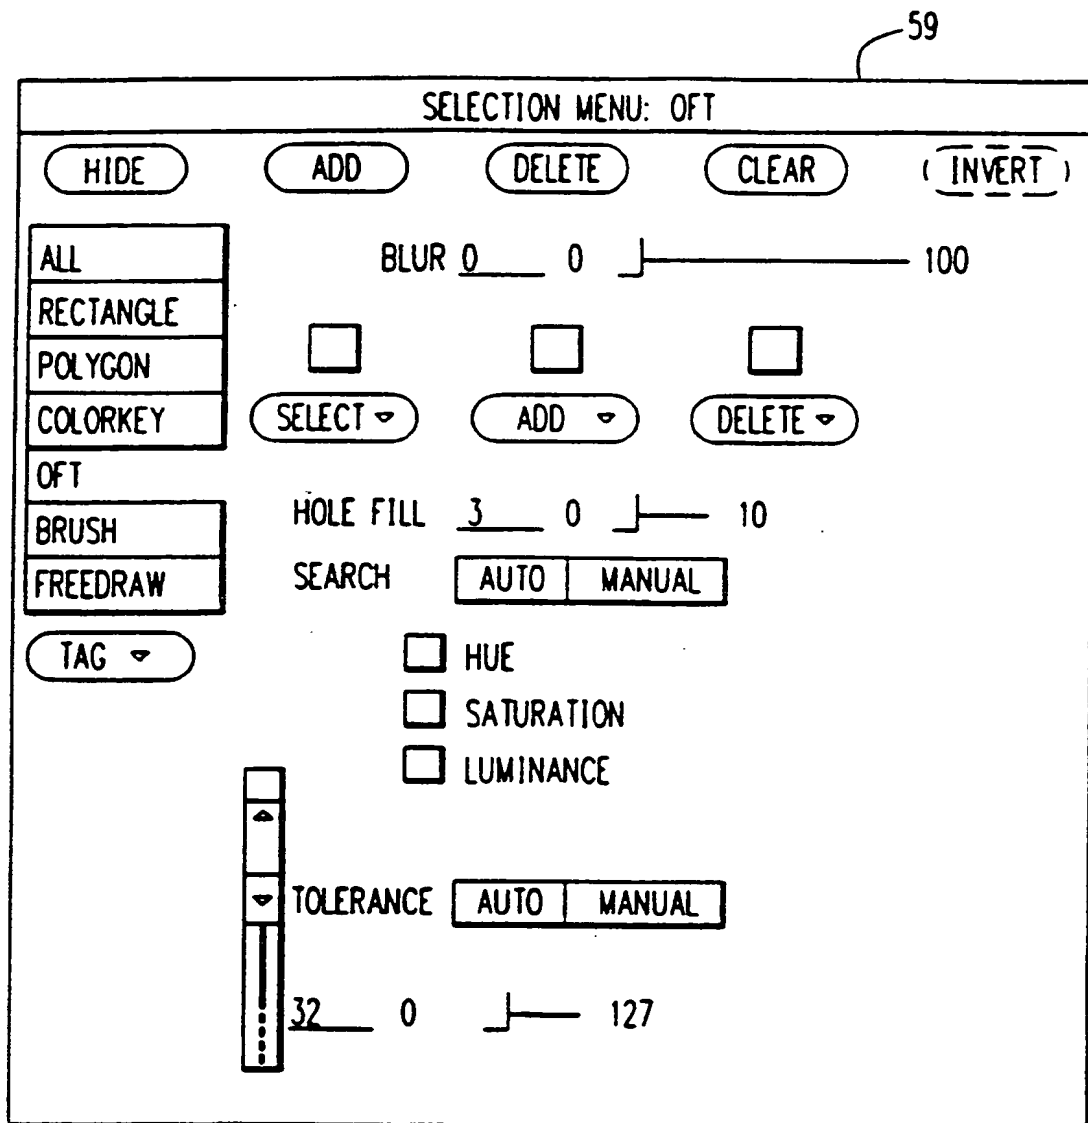 59
SELECTION MENU: OFT
HIDE ADD DELETE CLEAR INVERT
ALL
RECTANGLE
POLYGON
COLORKEY
OFT
BRUSH
FREEDRAW
TAG
BLUR 0 0 100
SELECT ADD DELETE
HOLE FILL 3 0 10
SEARCH AUTO MANUAL
HUE
SATURATION
LUMINANCE
TOLERANCE AUTO MANUAL
32 0 127